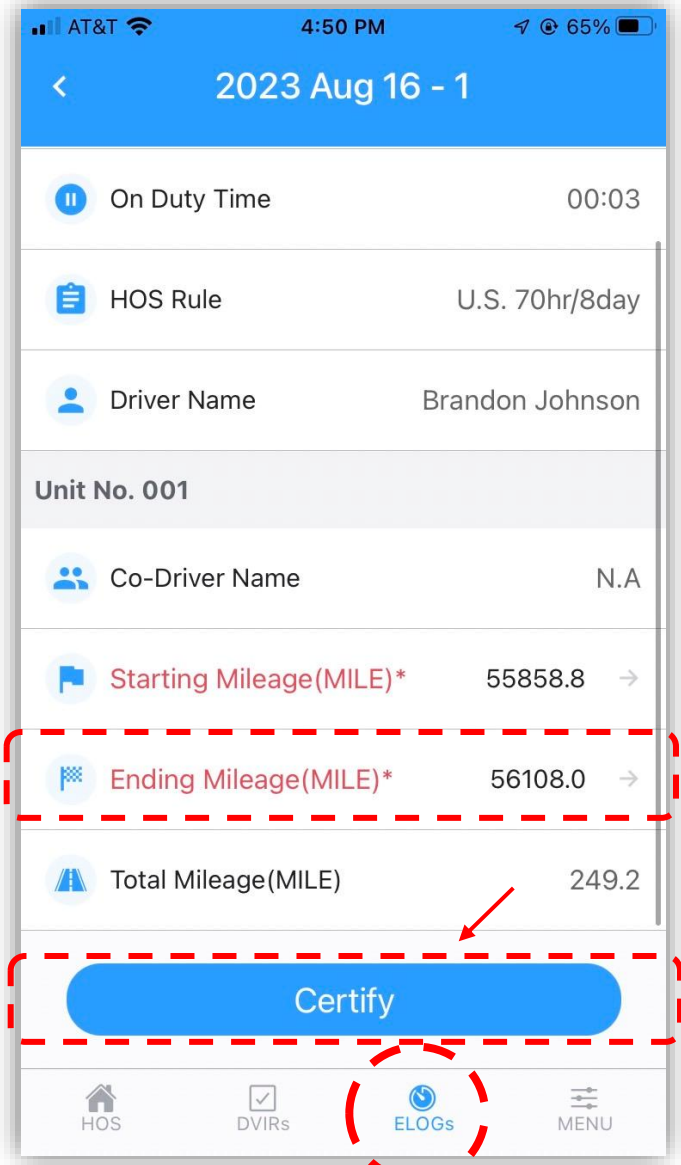 AT&T 4:50 PM 65%
2023 Aug 16 - 1
On Duty Time 00:03
HOS Rule U.S. 70hr/8day
Driver Name Brandon Johnson
Unit No. 001
Co-Driver Name N.A
Starting Mileage(MILE)* 55858.8
Ending Mileage(MILE)* 56108.0
Total Mileage(MILE) 249.2
Certify
HOS DVIRs ELOGs MENU